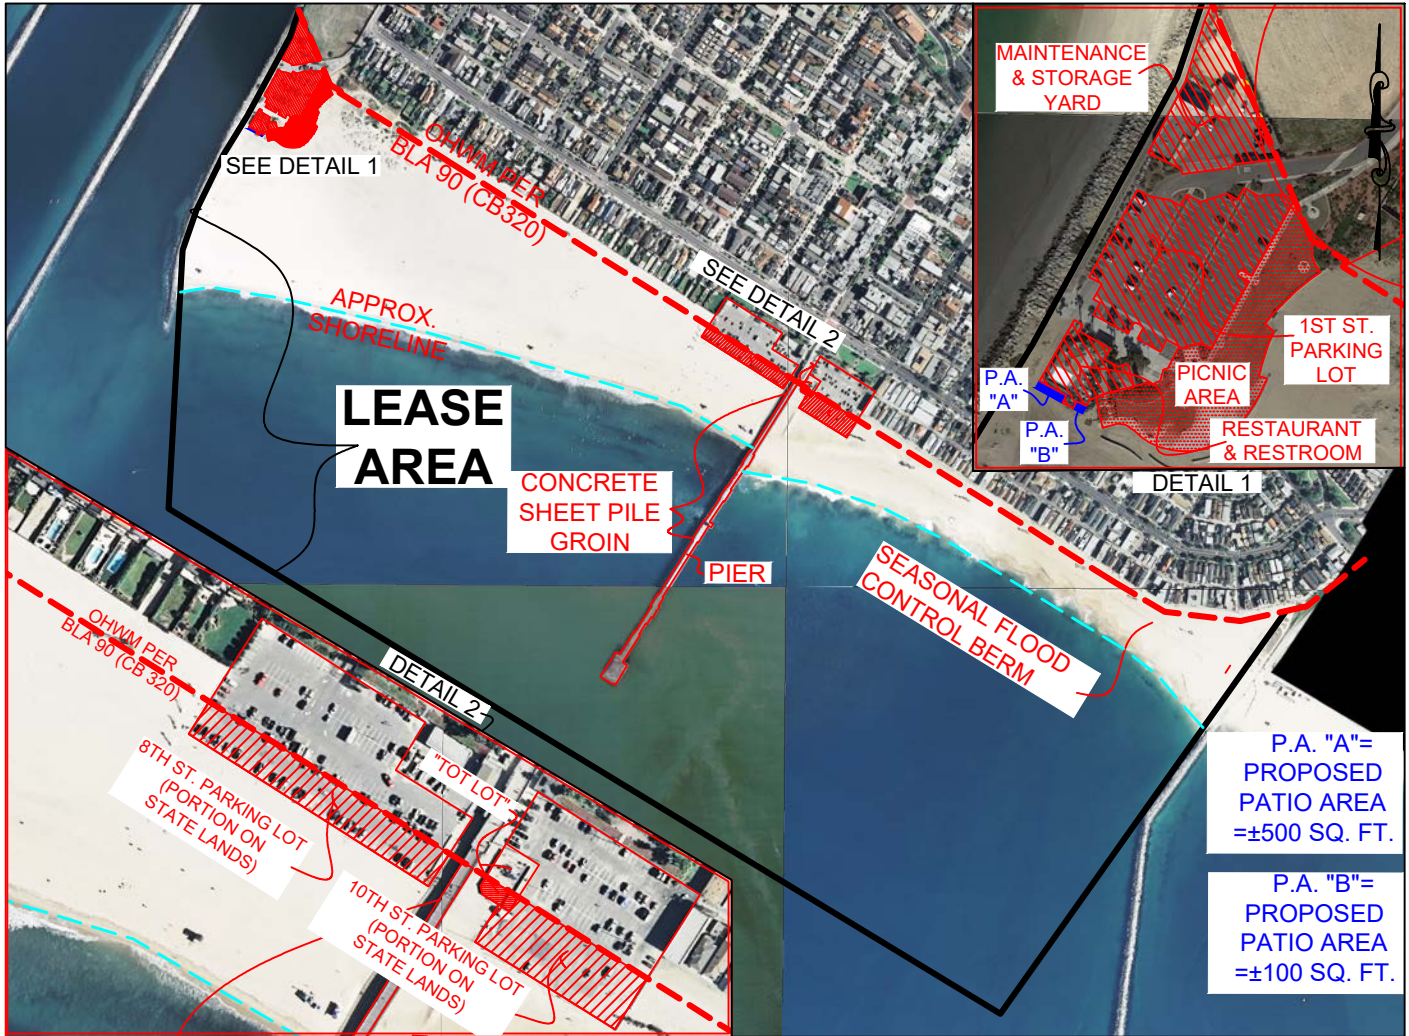 MAINTENANCE
& STORAGE
YARD
1ST ST.
PARKING
LOT
PICNIC
AREA
P.A.
"A"
P.A.
"B"
RESTAURANT
& RESTROOM
DETAIL 1
SEE DETAIL 1
OHWM PER
BLA 90 (CB320)
SEE DETAIL 2
APPROX.
SHORELINE
LEASE
AREA
CONCRETE
SHEET PILE
GROIN
PIER
SEASONAL FLOOD
CONTROL BERM
OHWM PER
BLA 90 (CB 320)
DETAIL 2
8TH ST. PARKING LOT
(PORTION ON
STATE LANDS)
"TOT LOT"
10TH ST. PARKING LOT
(PORTION ON
STATE LANDS)
P.A. "A"=
PROPOSED
PATIO AREA
=±500 SQ. FT.
P.A. "B"=
PROPOSED
PATIO AREA
=±100 SQ. FT.